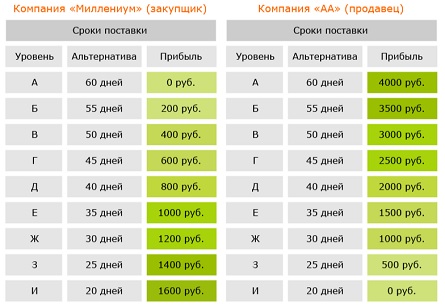 Компания «Миллениум» (закупщик) Компания «АА» (продавец)
Сроки поставки Сроки поставки
Уровень Альтернатива Прибыль Уровень Альтернатива Прибыль
А 60 дней 0 руб. А 60 дней 4000 руб.
Б 55 дней 200 руб. Б 55 дней 3500 руб.
В 50 дней 400 руб. В 50 дней 3000 руб.
Г 45 дней 600 руб. Г 45 дней 2500 руб.
Д 40 дней 800 руб. Д 40 дней 2000 руб.
Е 35 дней 1000 руб. Е 35 дней 1500 руб.
Ж 30 дней 1200 руб. Ж 30 дней 1000 руб.
З 25 дней 1400 руб. З 25 дней 500 руб.
И 20 дней 1600 руб. И 20 дней 0 руб.